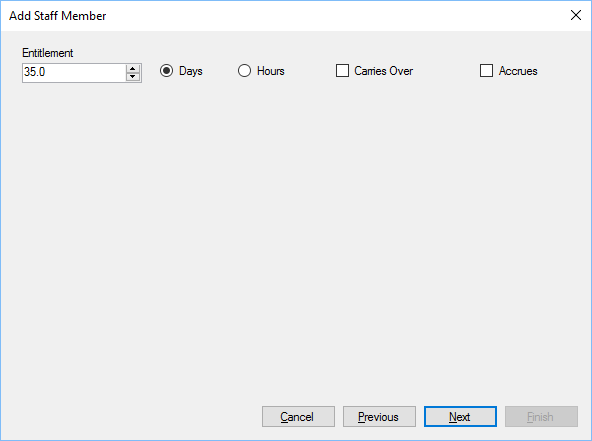 Add Staff Member
Entitlement
35.0 Days Hours Carries Over Accrues
Cancel Previous Next Finish